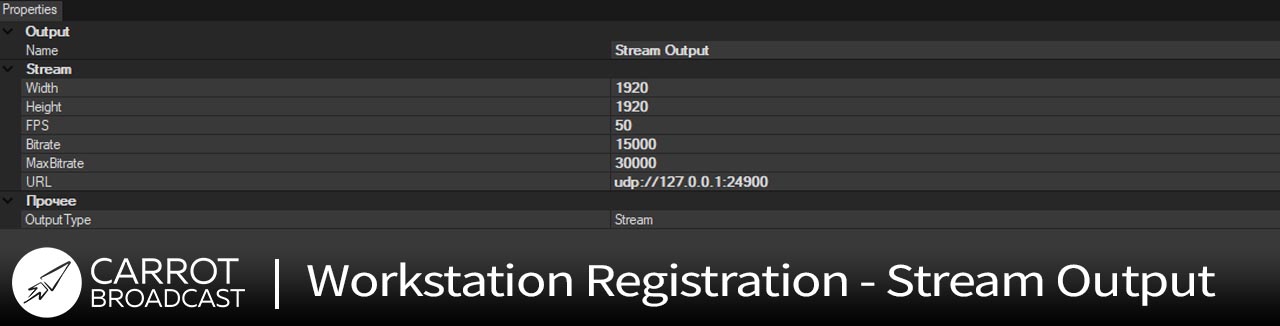 Properties
Output
Name Stream Output
Stream
Width 1920
Height 1920
FPS 50
Bitrate 15000
MaxBitrate 30000
URL udp://127.0.0.1:24900
Прочее
OutputType Stream
CARROT
BROADCAST
Workstation Registration - Stream Output